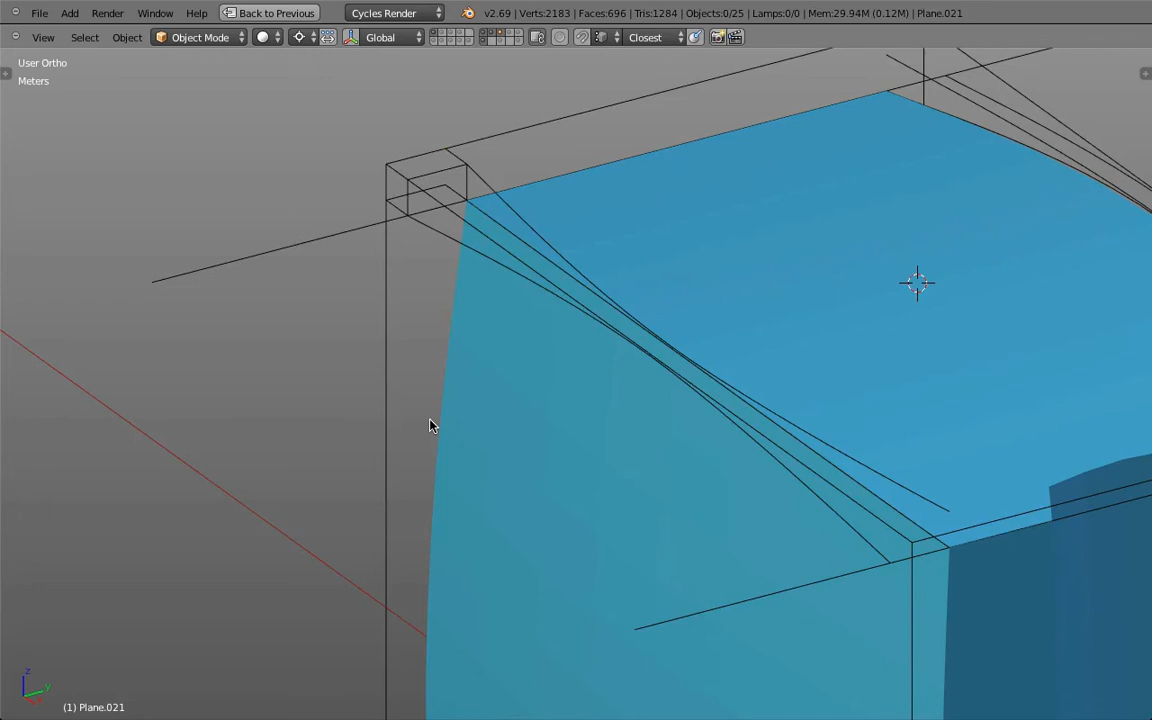 File Add Render Window Help Back to Previous Cycles Render v2.69 | Verts:2183 | Faces:696 | Tris:1284 | Objects:0/25 | Lamps:0/0 | Mem:29.94M (0.12M) | Plane.021
View Select Object Object Mode Global Closest
User Ortho
Meters
z
y
x
(1) Plane.021